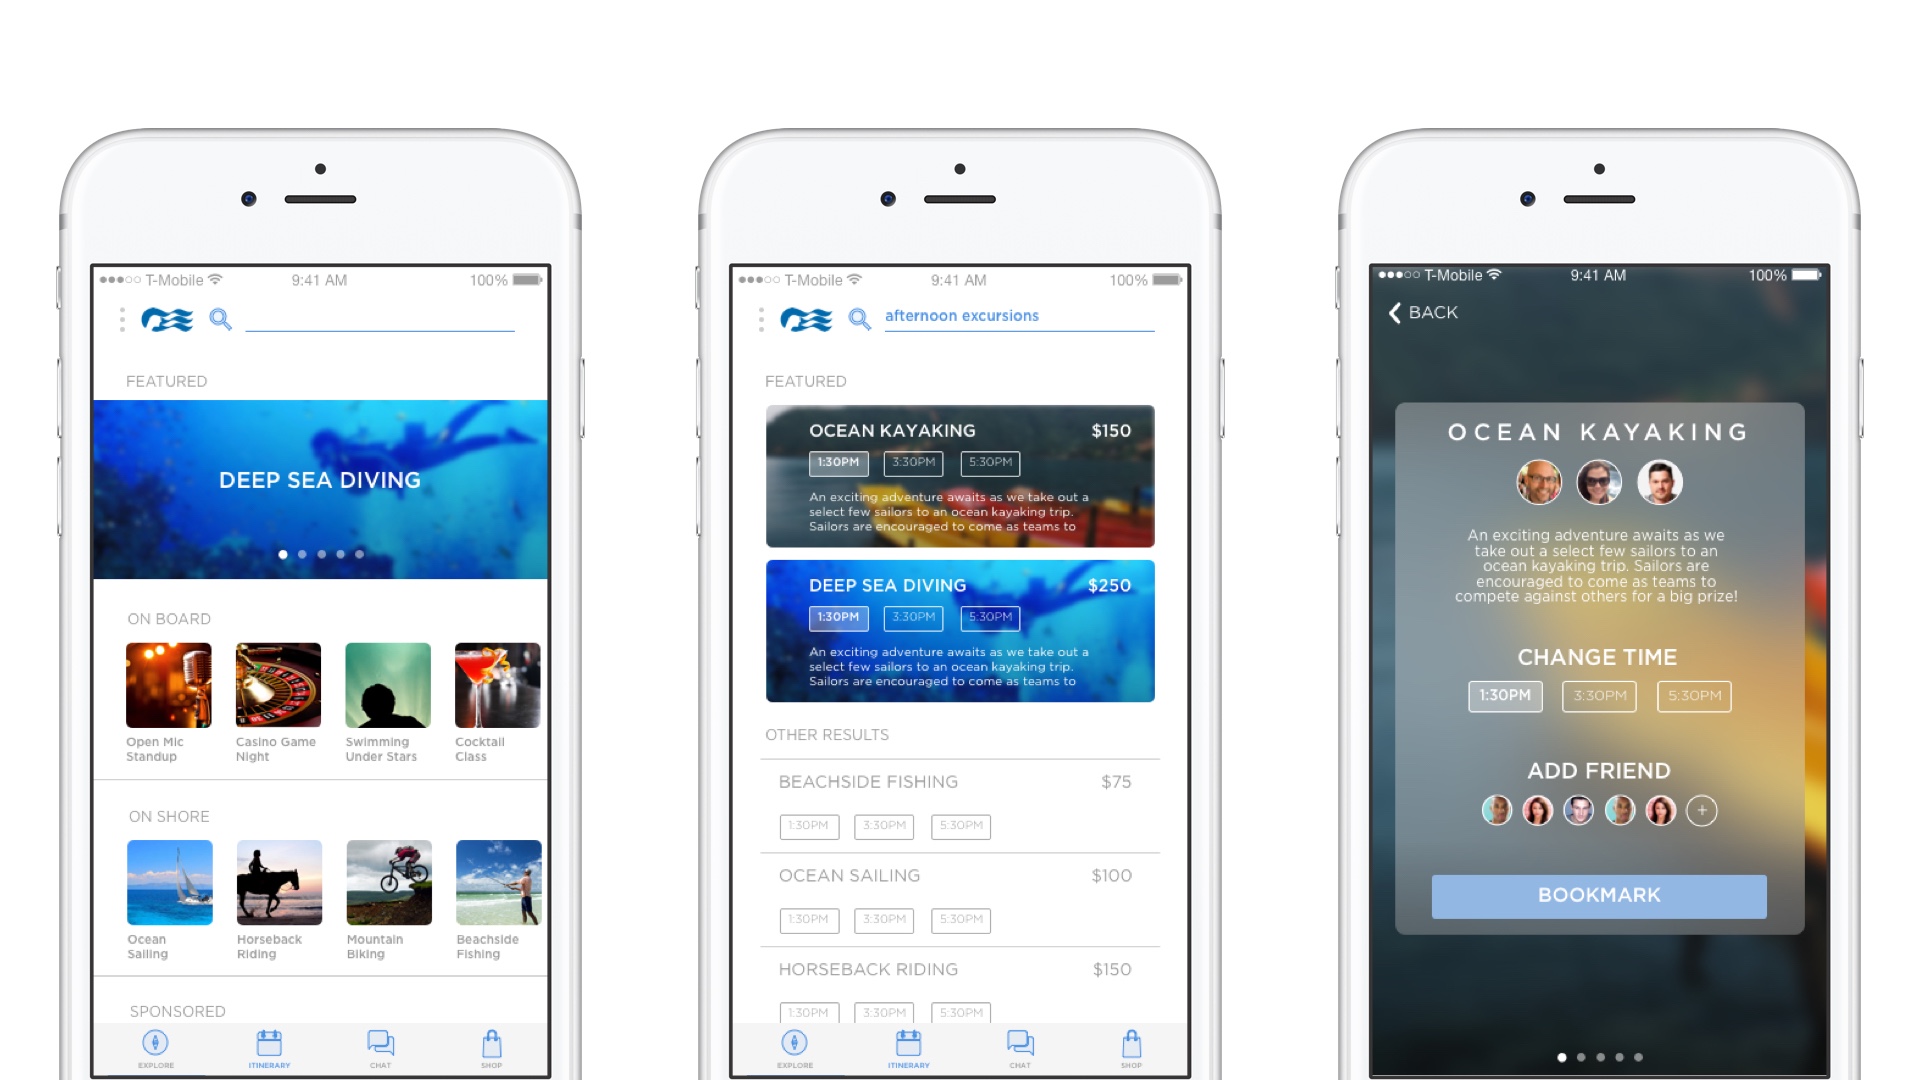 T-Mobile 9:41 AM 100%
FEATURED
DEEP SEA DIVING
ON BOARD
Open Mic Standup
Casino Game Night
Swimming Under Stars
Cocktail Class
ON SHORE
Ocean Sailing
Horseback Riding
Mountain Biking
Beachside Fishing
SPONSORED
EXPLORE ITINERARY CHAT SHOP
T-Mobile 9:41 AM 100%
afternoon excursions
FEATURED
OCEAN KAYAKING $150
1:30PM 3:30PM 5:30PM
An exciting adventure awaits as we take out a
select few sailors to an ocean kayaking trip.
Sailors are encouraged to come as teams to
DEEP SEA DIVING $250
1:30PM 3:30PM 5:30PM
An exciting adventure awaits as we take out a
select few sailors to an ocean kayaking trip.
Sailors are encouraged to come as teams to
OTHER RESULTS
BEACHSIDE FISHING $75
1:30PM 3:30PM 5:30PM
OCEAN SAILING $100
1:30PM 3:30PM 5:30PM
HORSEBACK RIDING $150
1:30PM 3:30PM 5:30PM
EXPLORE ITINERARY CHAT SHOP
T-Mobile 9:41 AM 100%
BACK
OCEAN KAYAKING
An exciting adventure awaits as we
take out a select few sailors to an
ocean kayaking trip. Sailors are
encouraged to come as teams to
compete against others for a big prize!
CHANGE TIME
1:30PM 3:30PM 5:30PM
ADD FRIEND
+
BOOKMARK